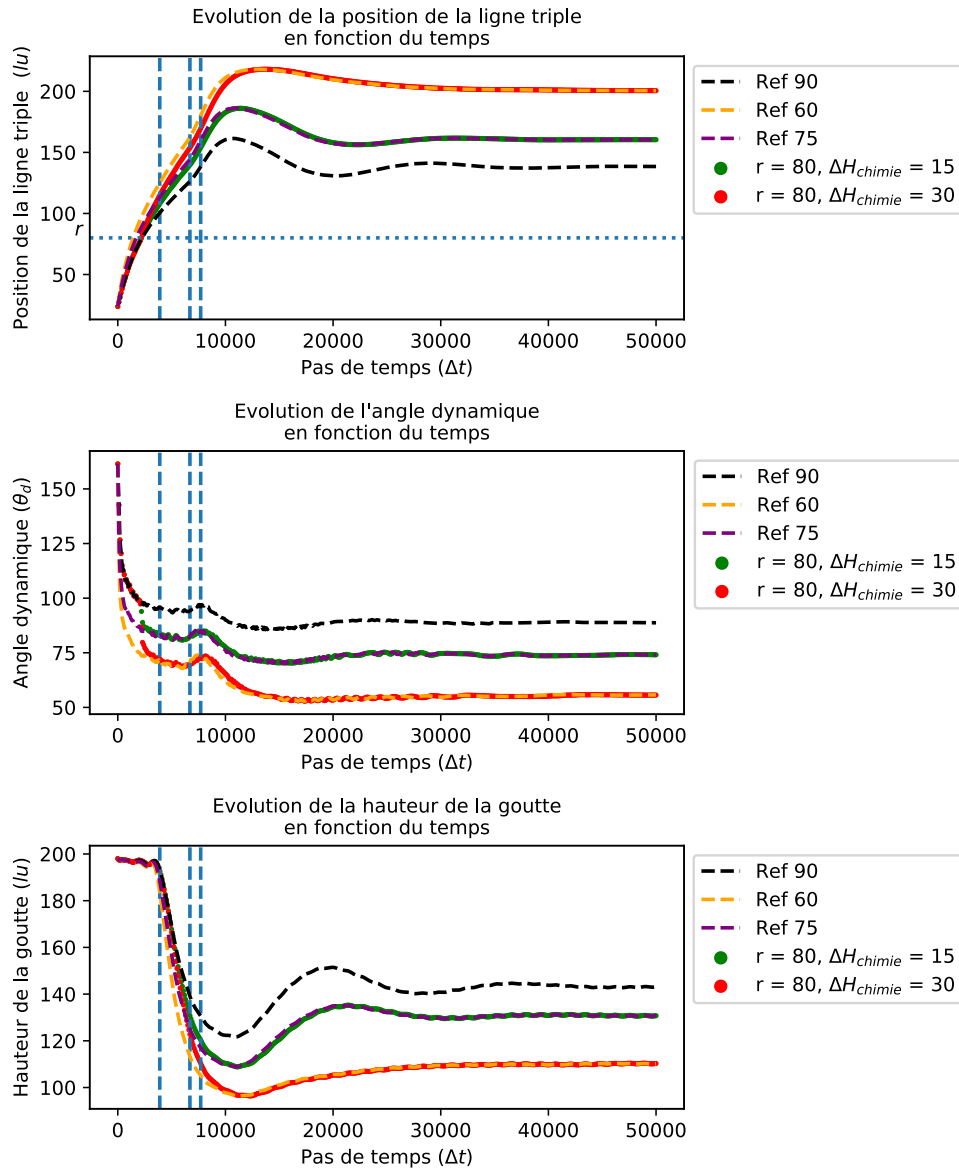 Evolution de la position de la ligne triple
en fonction du temps
Position de la ligne triple (lu)
200
150
100
r
50
0 10000 20000 30000 40000 50000
Pas de temps (Δt)
Ref 90
Ref 60
Ref 75
r = 80, ΔH_chimie = 15
r = 80, ΔH_chimie = 30
Evolution de l'angle dynamique
en fonction du temps
Angle dynamique (θ_d)
150
125
100
75
50
0 10000 20000 30000 40000 50000
Pas de temps (Δt)
Ref 90
Ref 60
Ref 75
r = 80, ΔH_chimie = 15
r = 80, ΔH_chimie = 30
Evolution de la hauteur de la goutte
en fonction du temps
Hauteur de la goutte (lu)
200
180
160
140
120
100
0 10000 20000 30000 40000 50000
Pas de temps (Δt)
Ref 90
Ref 60
Ref 75
r = 80, ΔH_chimie = 15
r = 80, ΔH_chimie = 30